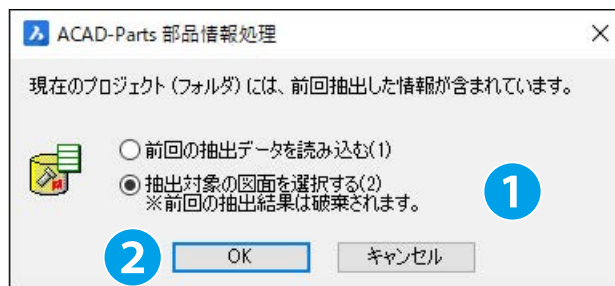 ACAD-Parts 部品情報処理
現在のプロジェクト（フォルダ）には、前回抽出した情報が含まれています。
前回の抽出データを読み込む(1)
抽出対象の図面を選択する(2)
※前回の抽出結果は破棄されます。
1
2
OK キャンセル